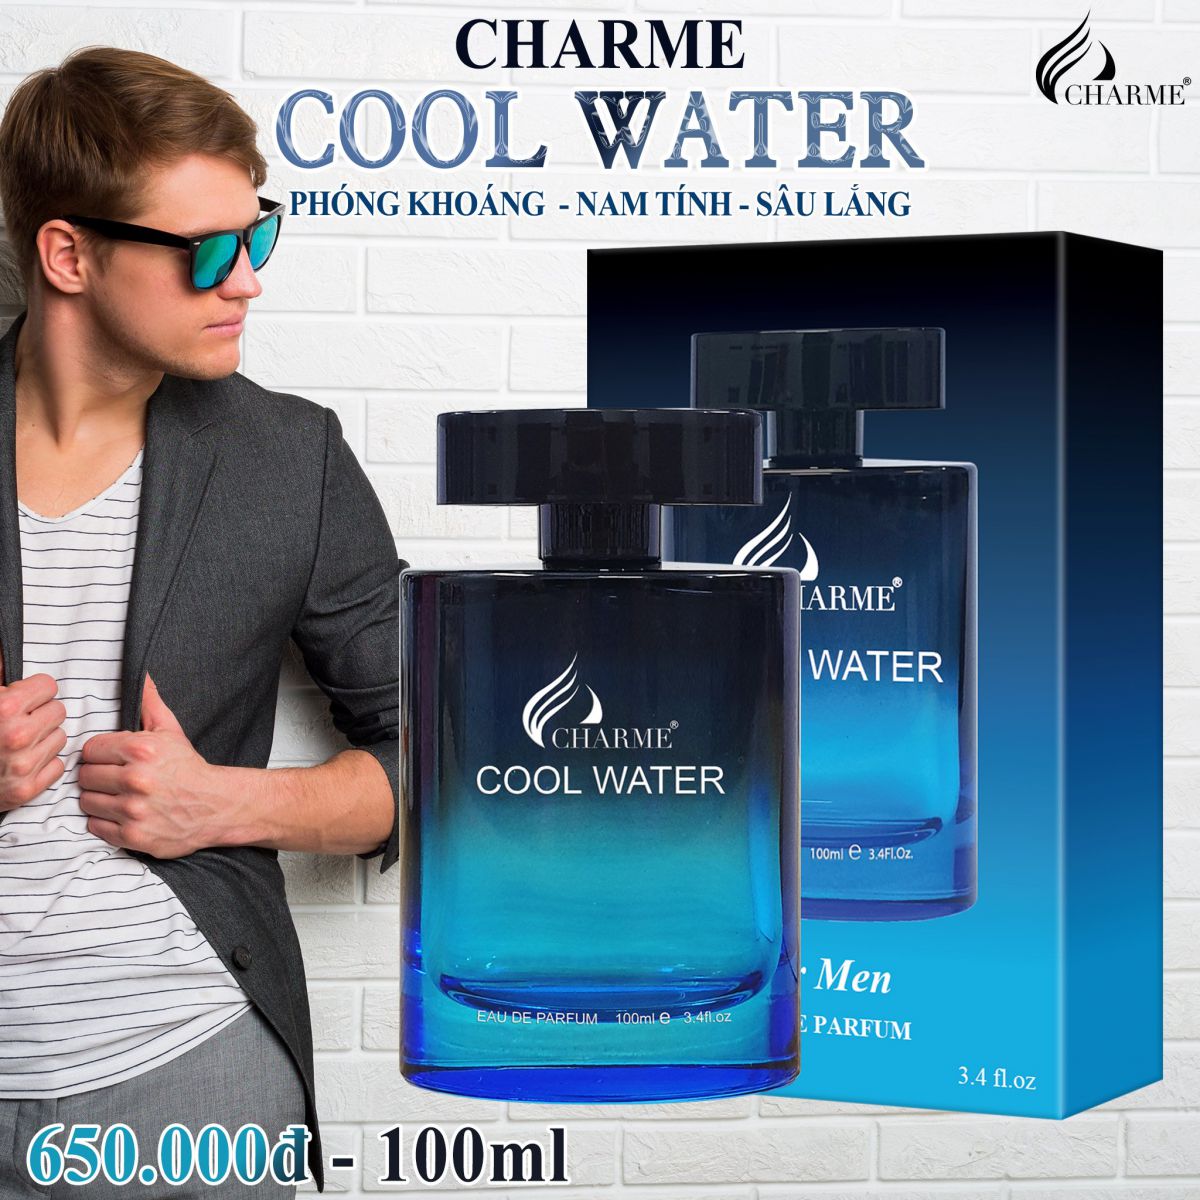 CHARME
COOL WATER
PHÓNG KHOÁNG - NAM TÍNH - SÂU LẮNG
CHARME®
CHARME®
WATER
100ml e 3.4Fl.Oz.
Men
PARFUM
3.4 fl.oz
CHARME®
COOL WATER
EAU DE PARFUM 100ml e 3.4fl.oz
650.000đ - 100ml